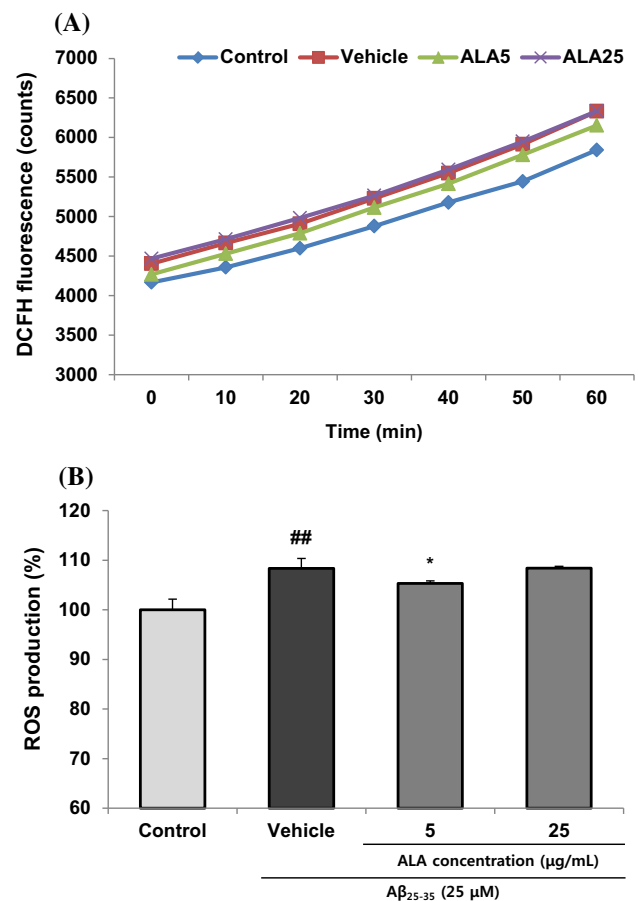 (A)
7000
Control Vehicle ALA5 ALA25
6500
6000
5500
5000
4500
4000
3500
3000
DCFH fluorescence (counts)
0 10 20 30 40 50 60
Time (min)
(B)
120
110
100
90
80
70
60
ROS production (%)
##
*
Control Vehicle 5 25
ALA concentration (μg/mL)
Aβ25-35 (25 μM)